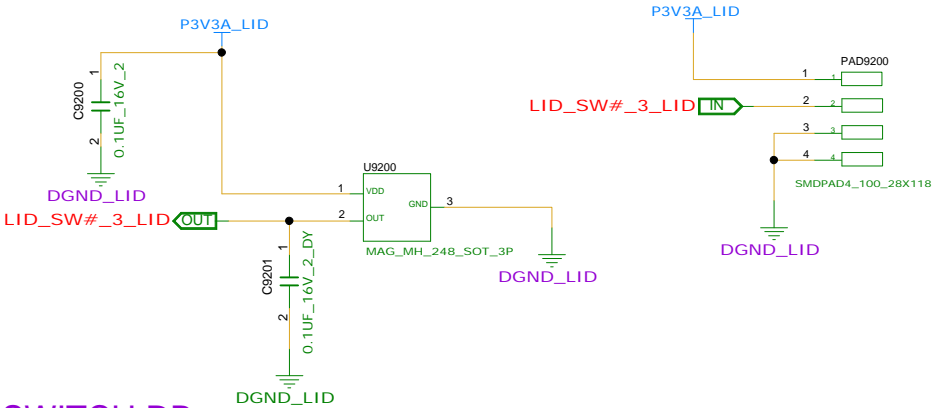 P3V3A_LID
P3V3A_LID
PAD9200
1
C9200
0.1UF_16V_2
2
DGND_LID
1 1
LID_SW#_3_LID IN 2 2
3 3
4 4
SMDPAD4_100_28X118
DGND_LID
U9200
1 VDD
GND 3
LID_SW#_3_LID OUT 2 OUT
MAG_MH_248_SOT_3P
DGND_LID
1
C9201
0.1UF_16V_2_DY
2
DGND_LID